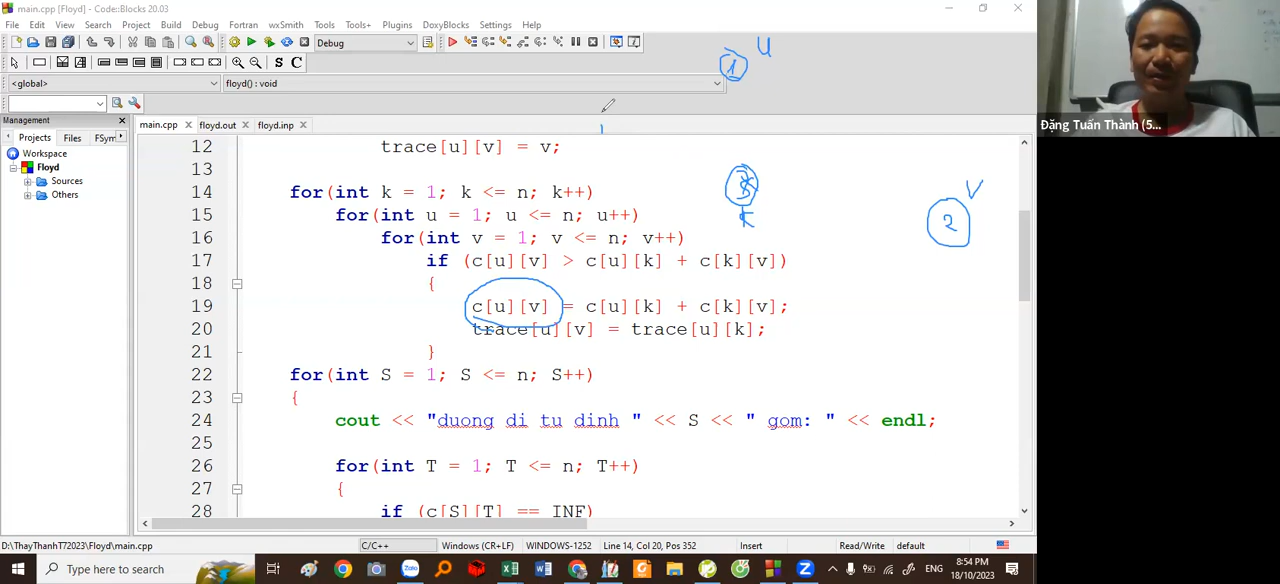 main.cpp [Floyd] - Code::Blocks 20.03
File Edit View Search Project Build Debug Fortran wxSmith Tools Tools+ Plugins DoxyBlocks Settings Help
Debug
S C
<global>
floyd() : void
Management
Projects Files FSym
Workspace
Floyd
Sources
Others
main.cpp floyd.out floyd.inp
12 trace[u][v] = v;
13
14 for(int k = 1; k <= n; k++)
15 for(int u = 1; u <= n; u++)
16 for(int v = 1; v <= n; v++)
17 if (c[u][v] > c[u][k] + c[k][v])
18 {
19 c[u][v] = c[u][k] + c[k][v];
20 trace[u][v] = trace[u][k];
21 }
22 for(int S = 1; S <= n; S++)
23 {
24 cout << "duong di tu dinh " << S << " gom: " << endl;
25
26 for(int T = 1; T <= n; T++)
27 {
28 if (c[S][T] == INF)
1 u
k
2 v
Đặng Tuấn Thành (5...
D:\ThayThanhT72023\Floyd\main.cpp C/C++ Windows (CR+LF) WINDOWS-1252 Line 14, Col 20, Pos 352 Insert Read/Write default
Type here to search
Zalo
ENG
8:54 PM
18/10/2023